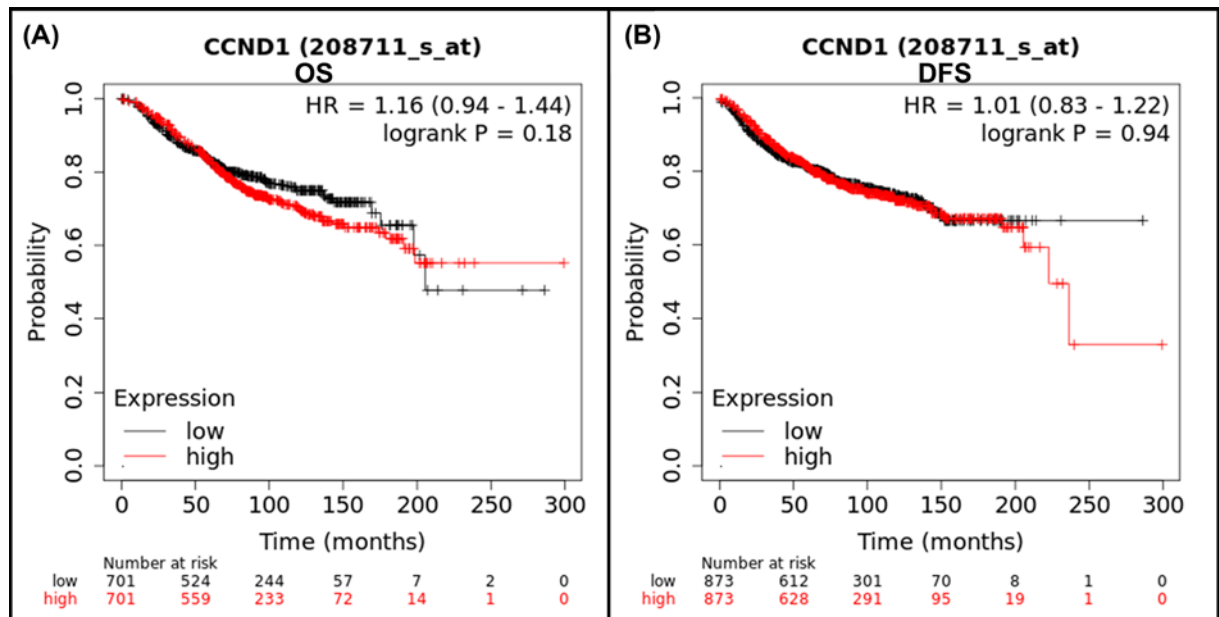 (A)
CCND1 (208711_s_at)
OS
HR = 1.16 (0.94 - 1.44)
logrank P = 0.18
Probability
1.0
0.8
0.6
0.4
0.2
0.0
Expression
low
high
0 50 100 150 200 250 300
Time (months)
Number at risk
low 701 524 244 57 7 2 0
high 701 559 233 72 14 1 0
(B)
CCND1 (208711_s_at)
DFS
HR = 1.01 (0.83 - 1.22)
logrank P = 0.94
Probability
1.0
0.8
0.6
0.4
0.2
0.0
Expression
low
high
0 50 100 150 200 250 300
Time (months)
Number at risk
low 873 612 301 70 8 1 0
high 873 628 291 95 19 1 0